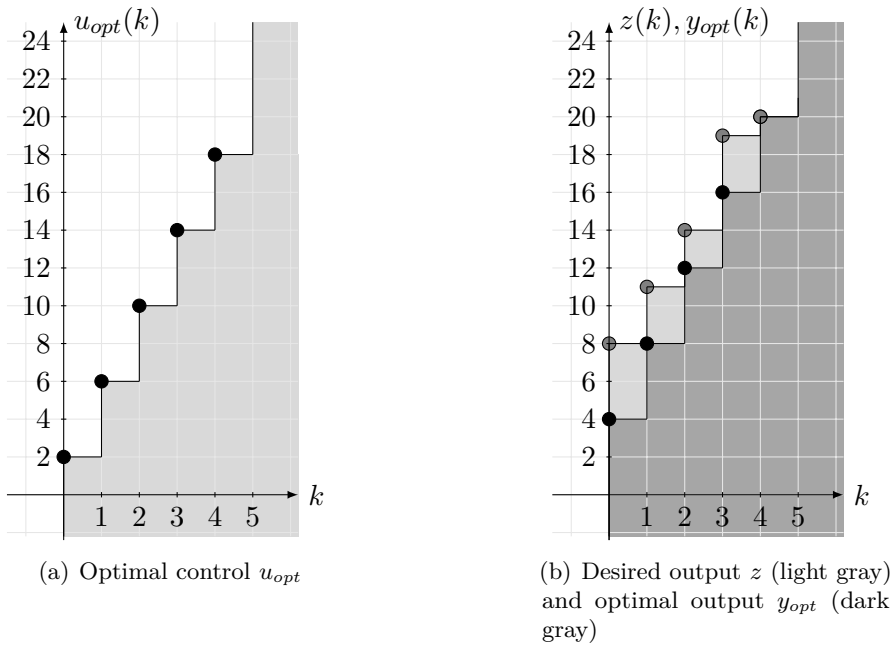 u_{opt}(k)
24
22
20
18
16
14
12
10
8
6
4
2
1 2 3 4 5
k
(a) Optimal control u_{opt}
z(k), y_{opt}(k)
24
22
20
18
16
14
12
10
8
6
4
2
1 2 3 4 5
k
(b) Desired output z (light gray)
and optimal output y_{opt} (dark
gray)